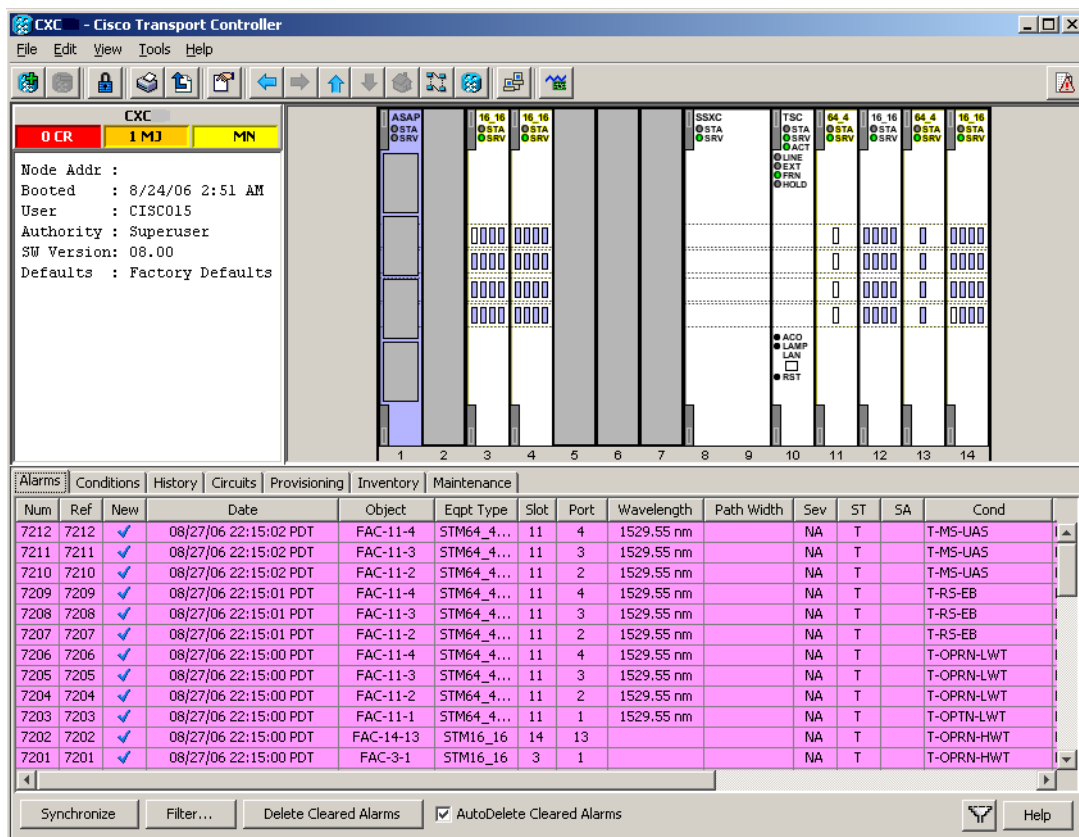 CXC - Cisco Transport Controller
File Edit View Tools Help
CXC
0 CR 1 MJ MN
Node Addr :
Booted : 8/24/06 2:51 AM
User : CISCO15
Authority : Superuser
SW Version: 08.00
Defaults : Factory Defaults
ASAP 16_16 16_16 SSXC TSC 64_4 16_16 64_4 16_16
STA STA STA STA STA STA STA STA STA
SRV SRV SRV SRV SRV SRV SRV SRV SRV
ACT
LINE
EXT
FRN
HOLD
ACO
LAMP
LAN
RST
1 2 3 4 5 6 7 8 9 10 11 12 13 14
Alarms Conditions History Circuits Provisioning Inventory Maintenance
Num Ref New Date Object Eqpt Type Slot Port Wavelength Path Width Sev ST SA Cond
7212 7212 08/27/06 22:15:02 PDT FAC-11-4 STM64_4... 11 4 1529.55 nm NA T T-MS-UAS
7211 7211 08/27/06 22:15:02 PDT FAC-11-3 STM64_4... 11 3 1529.55 nm NA T T-MS-UAS
7210 7210 08/27/06 22:15:02 PDT FAC-11-2 STM64_4... 11 2 1529.55 nm NA T T-MS-UAS
7209 7209 08/27/06 22:15:01 PDT FAC-11-4 STM64_4... 11 4 1529.55 nm NA T T-RS-EB
7208 7208 08/27/06 22:15:01 PDT FAC-11-3 STM64_4... 11 3 1529.55 nm NA T T-RS-EB
7207 7207 08/27/06 22:15:01 PDT FAC-11-2 STM64_4... 11 2 1529.55 nm NA T T-RS-EB
7206 7206 08/27/06 22:15:00 PDT FAC-11-4 STM64_4... 11 4 1529.55 nm NA T T-OPRN-LWT
7205 7205 08/27/06 22:15:00 PDT FAC-11-3 STM64_4... 11 3 1529.55 nm NA T T-OPRN-LWT
7204 7204 08/27/06 22:15:00 PDT FAC-11-2 STM64_4... 11 2 1529.55 nm NA T T-OPRN-LWT
7203 7203 08/27/06 22:15:00 PDT FAC-11-1 STM64_4... 11 1 1529.55 nm NA T T-OPTN-LWT
7202 7202 08/27/06 22:15:00 PDT FAC-14-13 STM16_16 14 13 NA T T-OPRN-HWT
7201 7201 08/27/06 22:15:00 PDT FAC-3-1 STM16_16 3 1 NA T T-OPRN-HWT
Synchronize Filter... Delete Cleared Alarms AutoDelete Cleared Alarms Help